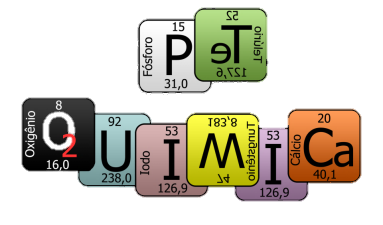 15
Fósforo
P
31,0
52
Te
Telúrio
127,6
8
Oxigênio
O2
16,0
92
U
238,0
53
Iodo
I
126,9
183,8
W
Tungstênio
74
53
I
126,9
20
Cálcio
Ca
40,1